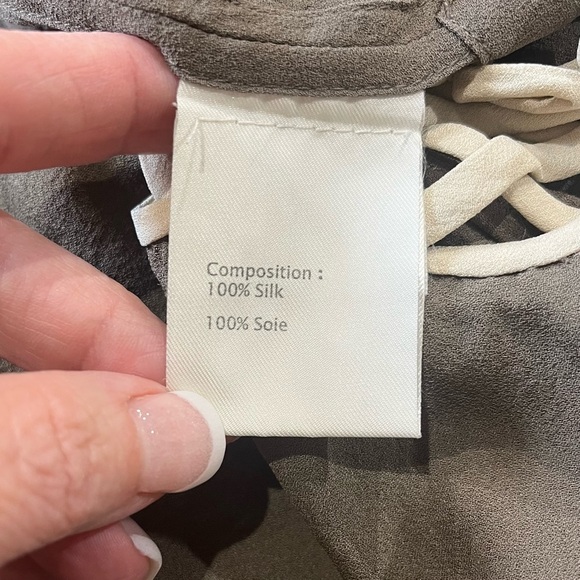 Composition :
100% Silk
100% Soie